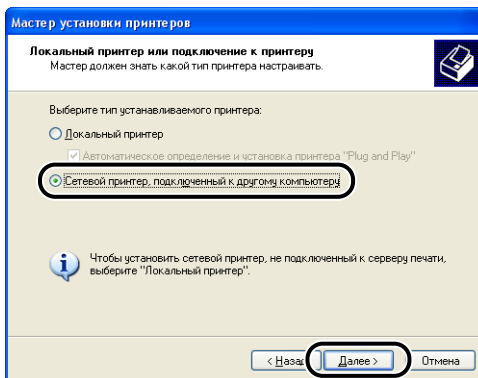 Мастер установки принтеров
Локальный принтер или подключение к принтеру
Мастер должен знать какой тип принтера настраивать.
Выберите тип устанавливаемого принтера:
Локальный принтер
Автоматическое определение и установка принтера "Plug and Play"
Сетевой принтер, подключенный к другому компьютеру
Чтобы установить сетевой принтер, не подключенный к серверу печати,
выберите "Локальный принтер".
< Назад Далее > Отмена